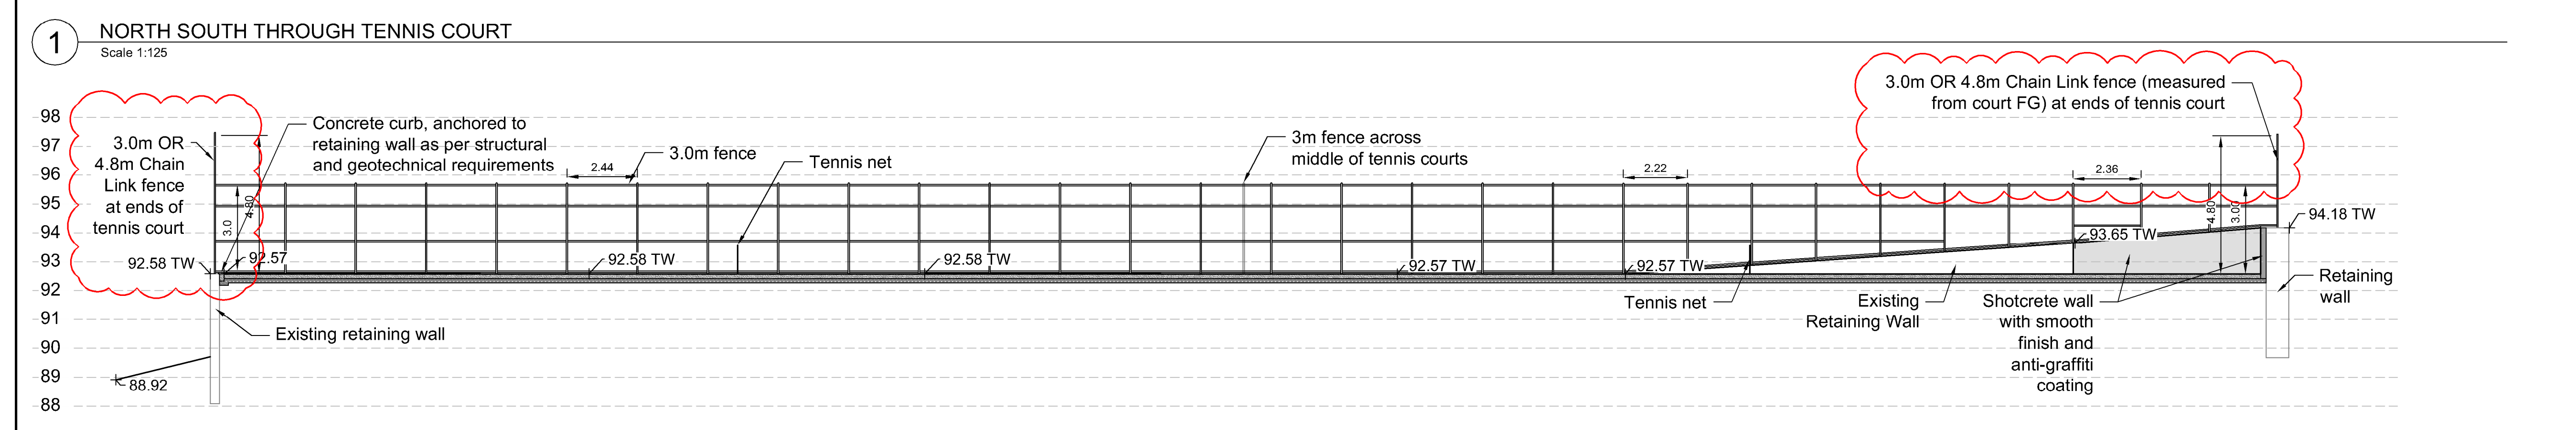 1
NORTH SOUTH THROUGH TENNIS COURT
Scale 1:125
98
97
96
95
94
93
92
91
90
89
88
3.0m OR
4.8m Chain
Link fence
at ends of
tennis court
92.58 TW
92.57
3.0
4.80
Concrete curb, anchored to
retaining wall as per structural
and geotechnical requirements
Existing retaining wall
88.92
2.44
3.0m fence
Tennis net
92.58 TW
92.58 TW
3m fence across
middle of tennis courts
92.57 TW
2.22
92.57 TW
Tennis net
Existing
Retaining Wall
3.0m OR 4.8m Chain Link fence (measured
from court FG) at ends of tennis court
2.36
93.65 TW
4.80
3.00
94.18 TW
Shotcrete wall
with smooth
finish and
anti-graffiti
coating
Retaining
wall